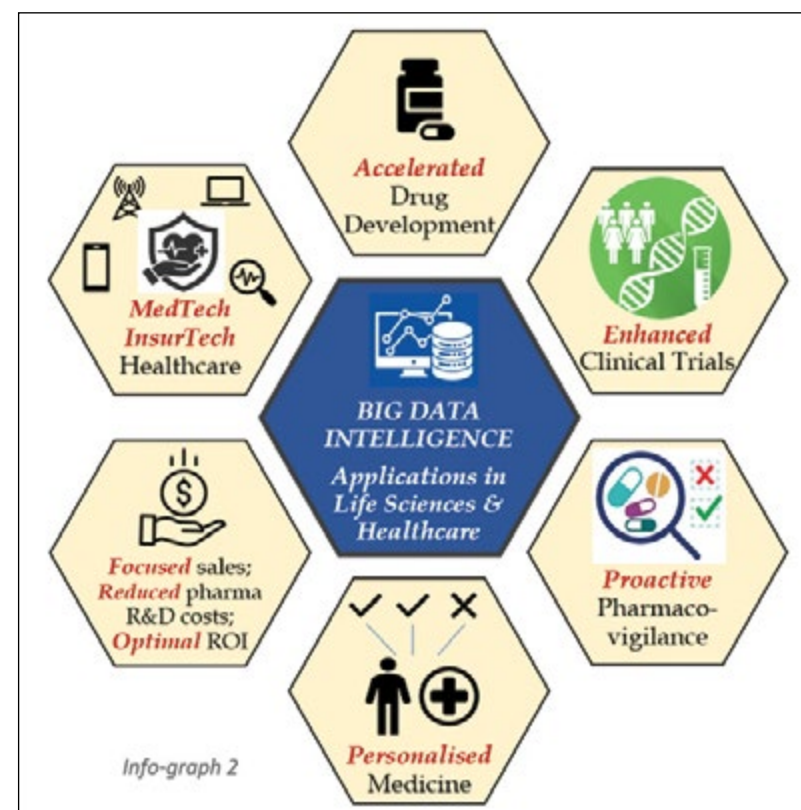 Accelerated
Drug
Development
MedTech
InsurTech
Healthcare
Enhanced
Clinical Trials
BIG DATA
INTELLIGENCE
Applications in
Life Sciences &
Healthcare
$
Focused sales;
Reduced pharma
R&D costs;
Optimal ROI
Proactive
Pharmaco-
vigilance
Personalised
Medicine
Info-graph 2